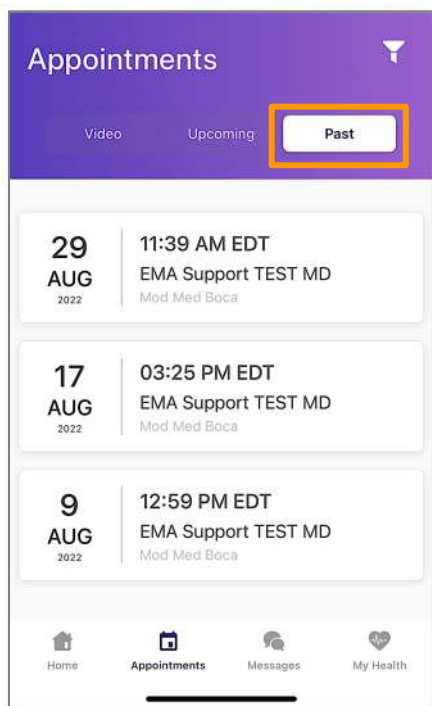 Appointments
Video Upcoming Past
29 11:39 AM EDT
AUG EMA Support TEST MD
2022 Mod Med Boca
17 03:25 PM EDT
AUG EMA Support TEST MD
2022 Mod Med Boca
9 12:59 PM EDT
AUG EMA Support TEST MD
2022 Mod Med Boca
Home Appointments Messages My Health